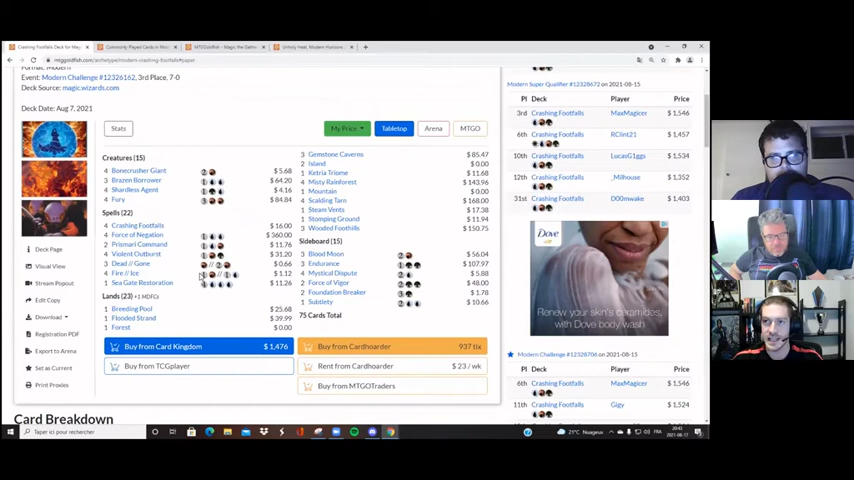 Crashing Footfalls Deck for Mag
Commonly Played Cards in Mod
MTGGoldfish - Magic: the Gathe
Unholy Heat, Modern Horizons
mtggoldfish.com/archetype/modern-crashing-footfalls#paper
Format: Modern
Event: Modern Challenge #12326162, 3rd Place, 7-0
Deck Source: magic.wizards.com
Deck Date: Aug 7, 2021
Stats
My Price
Tabletop
Arena
MTGO
Deck Page
Visual View
Stream Popout
Edit Copy
Download
Registration PDF
Export to Arena
Set as Current
Print Proxies
Creatures (15)
4 Bonecrusher Giant $ 5.68
3 Brazen Borrower $ 64.20
4 Shardless Agent $ 4.16
4 Fury $ 84.84
Spells (22)
4 Crashing Footfalls $ 16.00
4 Force of Negation $ 360.00
2 Prismari Command $ 11.76
4 Violent Outburst $ 31.20
3 Dead // Gone $ 0.66
4 Fire // Ice $ 1.12
1 Sea Gate Restoration $ 11.26
Lands (23) +1 MDFC)
1 Breeding Pool $ 25.68
1 Flooded Strand $ 39.99
1 Forest $ 0.00
3 Gemstone Caverns $ 85.47
2 Island $ 0.00
1 Ketria Triome $ 11.68
4 Misty Rainforest $ 143.96
1 Mountain $ 0.00
4 Scalding Tarn $ 168.00
1 Steam Vents $ 17.38
1 Stomping Ground $ 11.94
3 Wooded Foothills $ 150.75
Sideboard (15)
3 Blood Moon $ 56.04
3 Endurance $ 107.97
4 Mystical Dispute $ 5.88
2 Force of Vigor $ 48.00
2 Foundation Breaker $ 1.78
1 Subtlety $ 10.66
75 Cards Total
Buy from Card Kingdom $ 1,476
Buy from TCGplayer
Buy from Cardhoarder 937 tix
Rent from Cardhoarder $ 23 / wk
Buy from MTGOTraders
Card Breakdown
Modern Super Qualifier #12328672 on 2021-08-15
Pl Deck Player Price
3rd Crashing Footfalls MaxMagicer $ 1,546
6th Crashing Footfalls RClint21 $ 1,457
10th Crashing Footfalls LucasG1ggs $ 1,534
12th Crashing Footfalls _Milhouse $ 1,352
31st Crashing Footfalls D00mwake $ 1,403
Dove
Renew your skin's ceramides,
with Dove body wash
Modern Challenge #12328706 on 2021-08-15
Pl Deck Player Price
6th Crashing Footfalls MaxMagicer $ 1,546
11th Crashing Footfalls Gigy $ 1,524
Taper ici pour rechercher
21°C Nuageux
FRA
20:43
2021-08-17